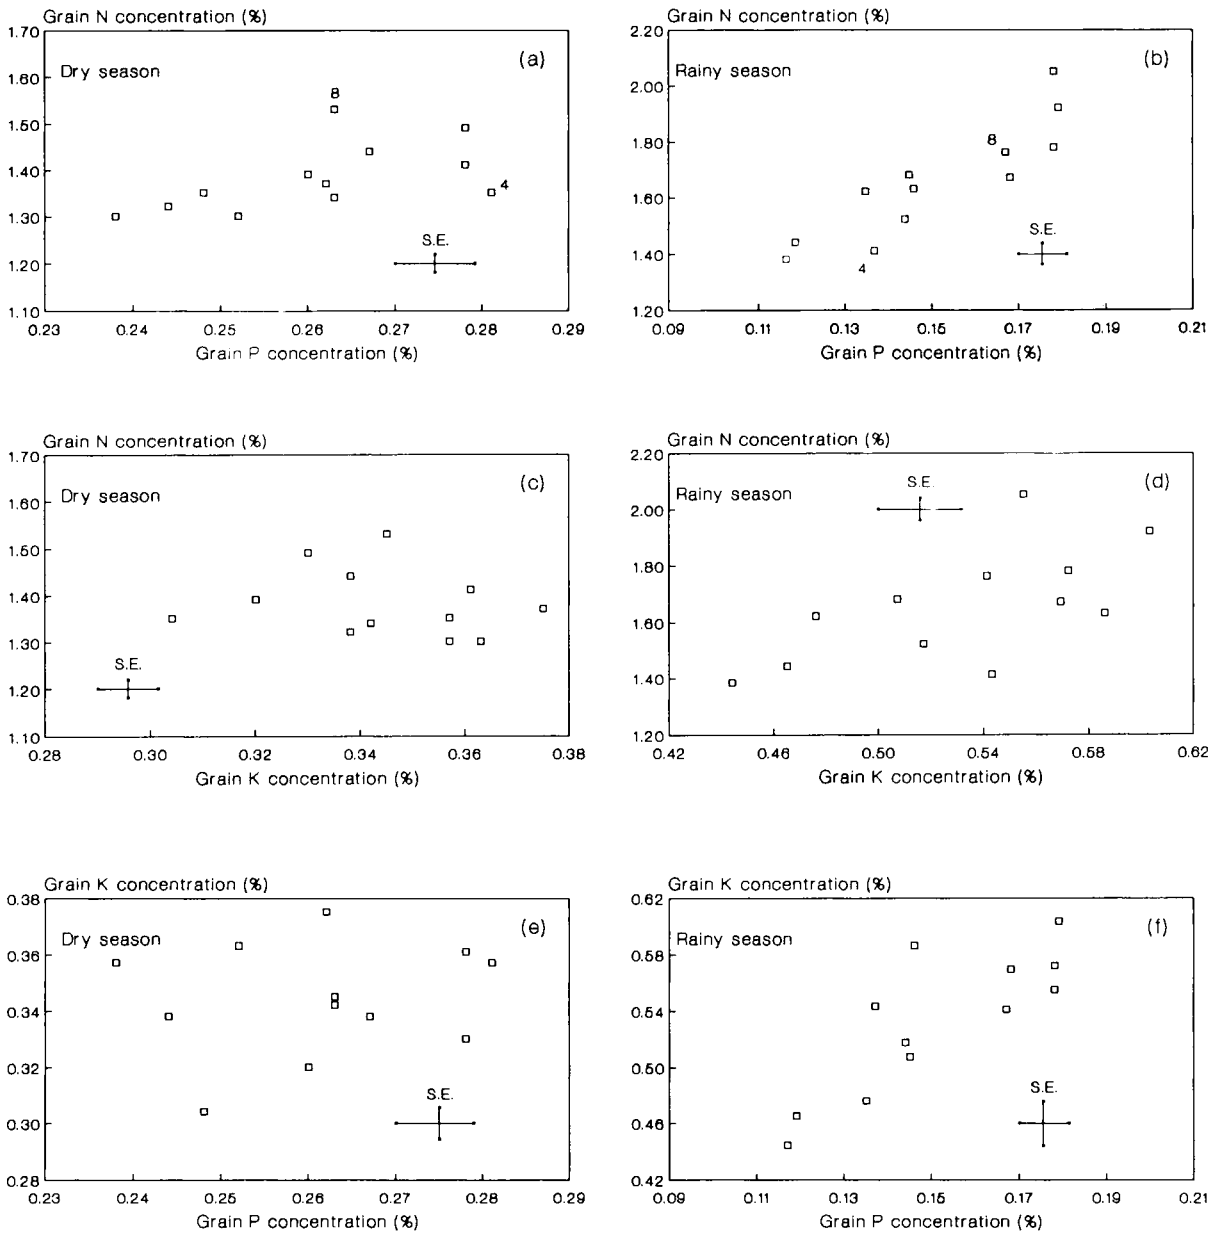 Grain N concentration (%)
1.70
1.60
1.50
1.40
1.30
1.20
1.10
Dry season
(a)
8
4
S.E.
0.23 0.24 0.25 0.26 0.27 0.28 0.29
Grain P concentration (%)
Grain N concentration (%)
2.20
2.00
1.80
1.60
1.40
1.20
Rainy season
(b)
8
4
S.E.
0.09 0.11 0.13 0.15 0.17 0.19 0.21
Grain P concentration (%)
Grain N concentration (%)
1.70
1.60
1.50
1.40
1.30
1.20
1.10
Dry season
(c)
S.E.
0.28 0.30 0.32 0.34 0.36 0.38
Grain K concentration (%)
Grain N concentration (%)
2.20
2.00
1.80
1.60
1.40
1.20
Rainy season
(d)
S.E.
0.42 0.46 0.50 0.54 0.58 0.62
Grain K concentration (%)
Grain K concentration (%)
0.38
0.36
0.34
0.32
0.30
0.28
Dry season
(e)
S.E.
0.23 0.24 0.25 0.26 0.27 0.28 0.29
Grain P concentration (%)
Grain K concentration (%)
0.62
0.58
0.54
0.50
0.46
0.42
Rainy season
(f)
S.E.
0.09 0.11 0.13 0.15 0.17 0.19 0.21
Grain P concentration (%)